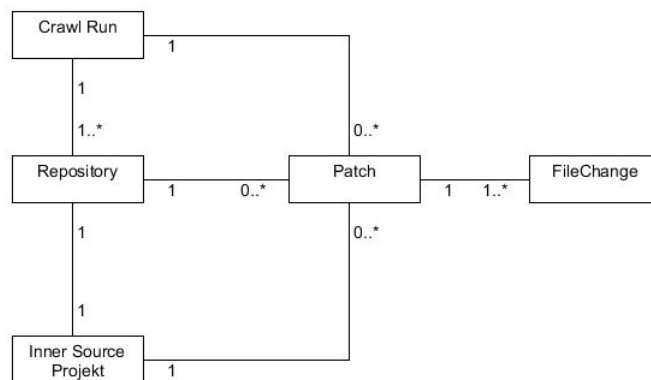 Crawl Run
1
1
1..*
0..*
Repository
Patch
FileChange
1
0..*
1
1..*
1
0..*
1
Inner Source
Projekt
1